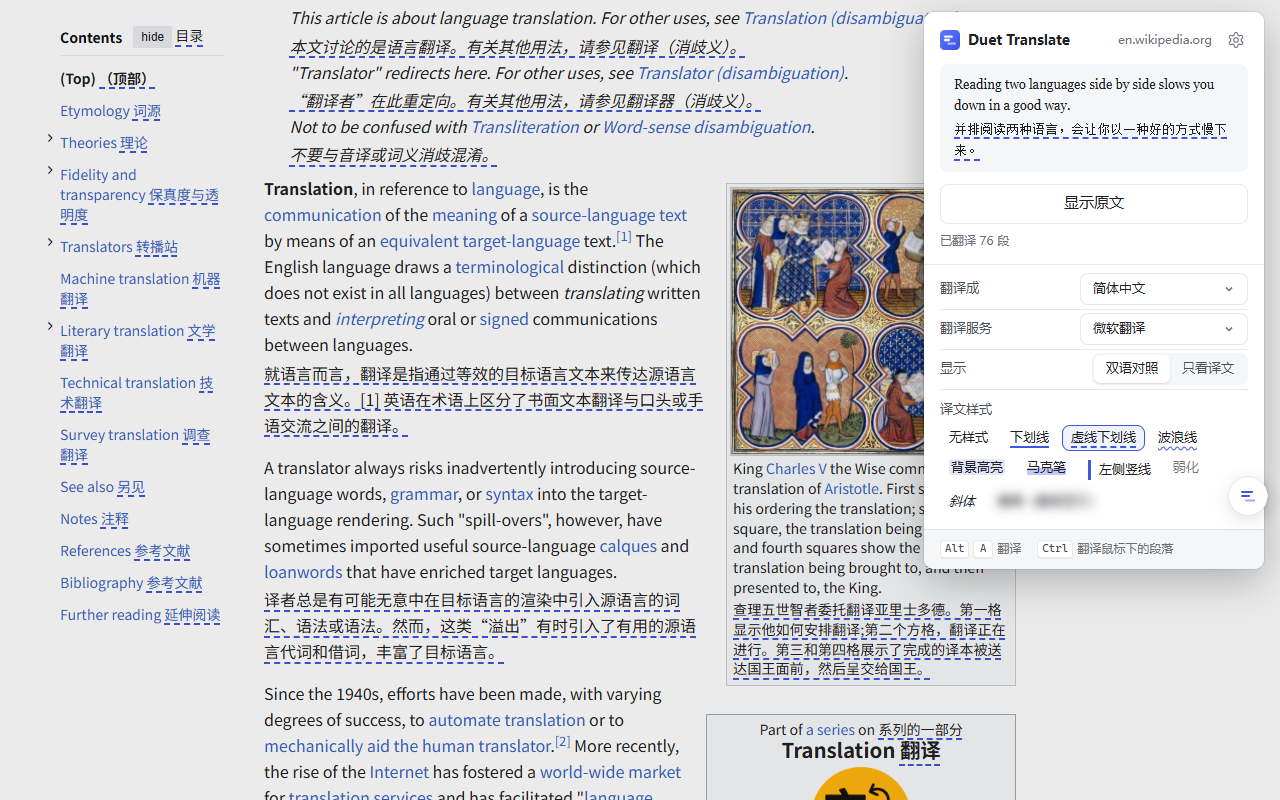 Contents hide 目录
(Top) （顶部）
Etymology 词源
Theories 理论
Fidelity and
transparency 保真度与透
明度
Translators 转播站
Machine translation 机器
翻译
Literary translation 文学
翻译
Technical translation 技
术翻译
Survey translation 调查
翻译
See also 另见
Notes 注释
References 参考文献
Bibliography 参考文献
Further reading 延伸阅读
This article is about language translation. For other uses, see Translation (disambigua
本文讨论的是语言翻译。有关其他用法，请参见翻译（消歧义）。
"Translator" redirects here. For other uses, see Translator (disambiguation).
“翻译者”在此重定向。有关其他用法，请参见翻译器（消歧义）。
Not to be confused with Transliteration or Word-sense disambiguation.
不要与音译或词义消歧混淆。
Translation, in reference to language, is the
communication of the meaning of a source-language text
by means of an equivalent target-language text.[1] The
English language draws a terminological distinction (which
does not exist in all languages) between translating written
texts and interpreting oral or signed communications
between languages.
就语言而言，翻译是指通过等效的目标语言文本来传达源语言
文本的含义。[1] 英语在术语上区分了书面文本翻译与口头或手
语交流之间的翻译。
A translator always risks inadvertently introducing source-
language words, grammar, or syntax into the target-
language rendering. Such "spill-overs", however, have
sometimes imported useful source-language calques and
loanwords that have enriched target languages.
译者总是有可能无意中在目标语言的渲染中引入源语言的词
汇、语法或语法。然而，这类“溢出”有时引入了有用的源语
言代词和借词，丰富了目标语言。
Since the 1940s, efforts have been made, with varying
degrees of success, to automate translation or to
mechanically aid the human translator.[2] More recently,
the rise of the Internet has fostered a world-wide market
for translation services and has facilitated "language
King Charles V the Wise comm
translation of Aristotle. First s
his ordering the translation; s
square, the translation being
and fourth squares show the
translation being brought to, and then
presented to, the King.
查理五世智者委托翻译亚里士多德。第一格
显示他如何安排翻译;第二个方格，翻译正在
进行。第三和第四格展示了完成的译本被送
达国王面前，然后呈交给国王。
Part of a series on 系列的一部分
Translation 翻译
Duet Translate en.wikipedia.org
Reading two languages side by side slows you
down in a good way.
并排阅读两种语言，会让你以一种好的方式慢下
来。
显示原文
已翻译 76 段
翻译成 简体中文
翻译服务 微软翻译
显示 双语对照 只看译文
译文样式
无样式 下划线 虚线下划线 波浪线
背景高亮 马克笔 左侧竖线 弱化
斜体
Alt A 翻译 Ctrl 翻译鼠标下的段落